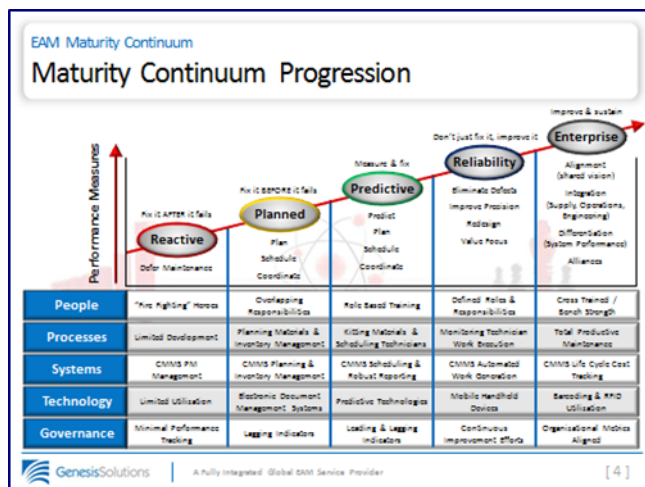 EAM Maturity Continuum
Maturity Continuum Progression
Performance Measures
Fix it AFTER it fails
Reactive
Defer Maintenance
Fix it BEFORE it fails
Planned
Plan
Schedule
Coordinate
Measure & fix
Predictive
Predict
Plan
Schedule
Coordinate
Don't just fix it, improve it
Reliability
Eliminate Defects
Improve Precision
Redesign
Value Focus
Improve & sustain
Enterprise
Alignment
(shared vision)
Integration
(Supply, Operations,
Engineering)
Differentiation
(System Performance)
Alliances
People
"Fire Fighting" Heroes
Overlapping
Responsibilities
Role Based Training
Defined Roles &
Responsibilities
Cross Trained /
Bench Strength
Processes
Limited Development
Planning Materials &
Inventory Management
Kitting Materials &
Scheduling Technicians
Monitoring Technician
Work Execution
Total Productive
Maintenance
Systems
CMMS PM
Management
CMMS Planning &
Inventory Management
CMMS Scheduling &
Robust Reporting
CMMS Automated
Work Generation
CMMS Life Cycle Cost
Tracking
Technology
Limited Utilisation
Electronic Document
Management Systems
Predictive Technologies
Mobile Handheld
Devices
Barcoding & RFID
Utilisation
Governance
Minimal Performance
Tracking
Lagging Indicators
Leading & Lagging
Indicators
Continuous
Improvement Efforts
Organisational Metrics
Aligned
GenesisSolutions
A Fully Integrated Global EAM Service Provider
[ 4 ]